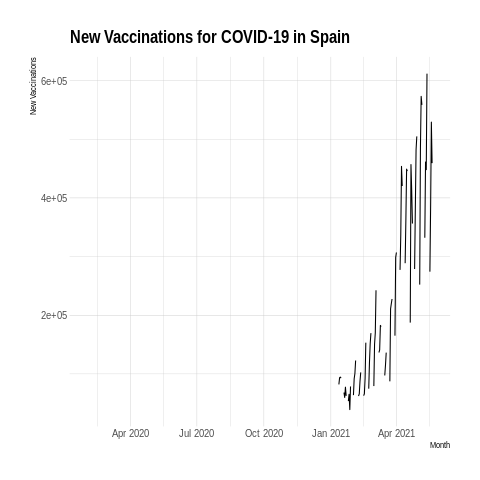 New Vaccinations for COVID-19 in Spain
New Vaccinations
6e+05
4e+05
2e+05
Apr 2020
Jul 2020
Oct 2020
Jan 2021
Apr 2021
Month